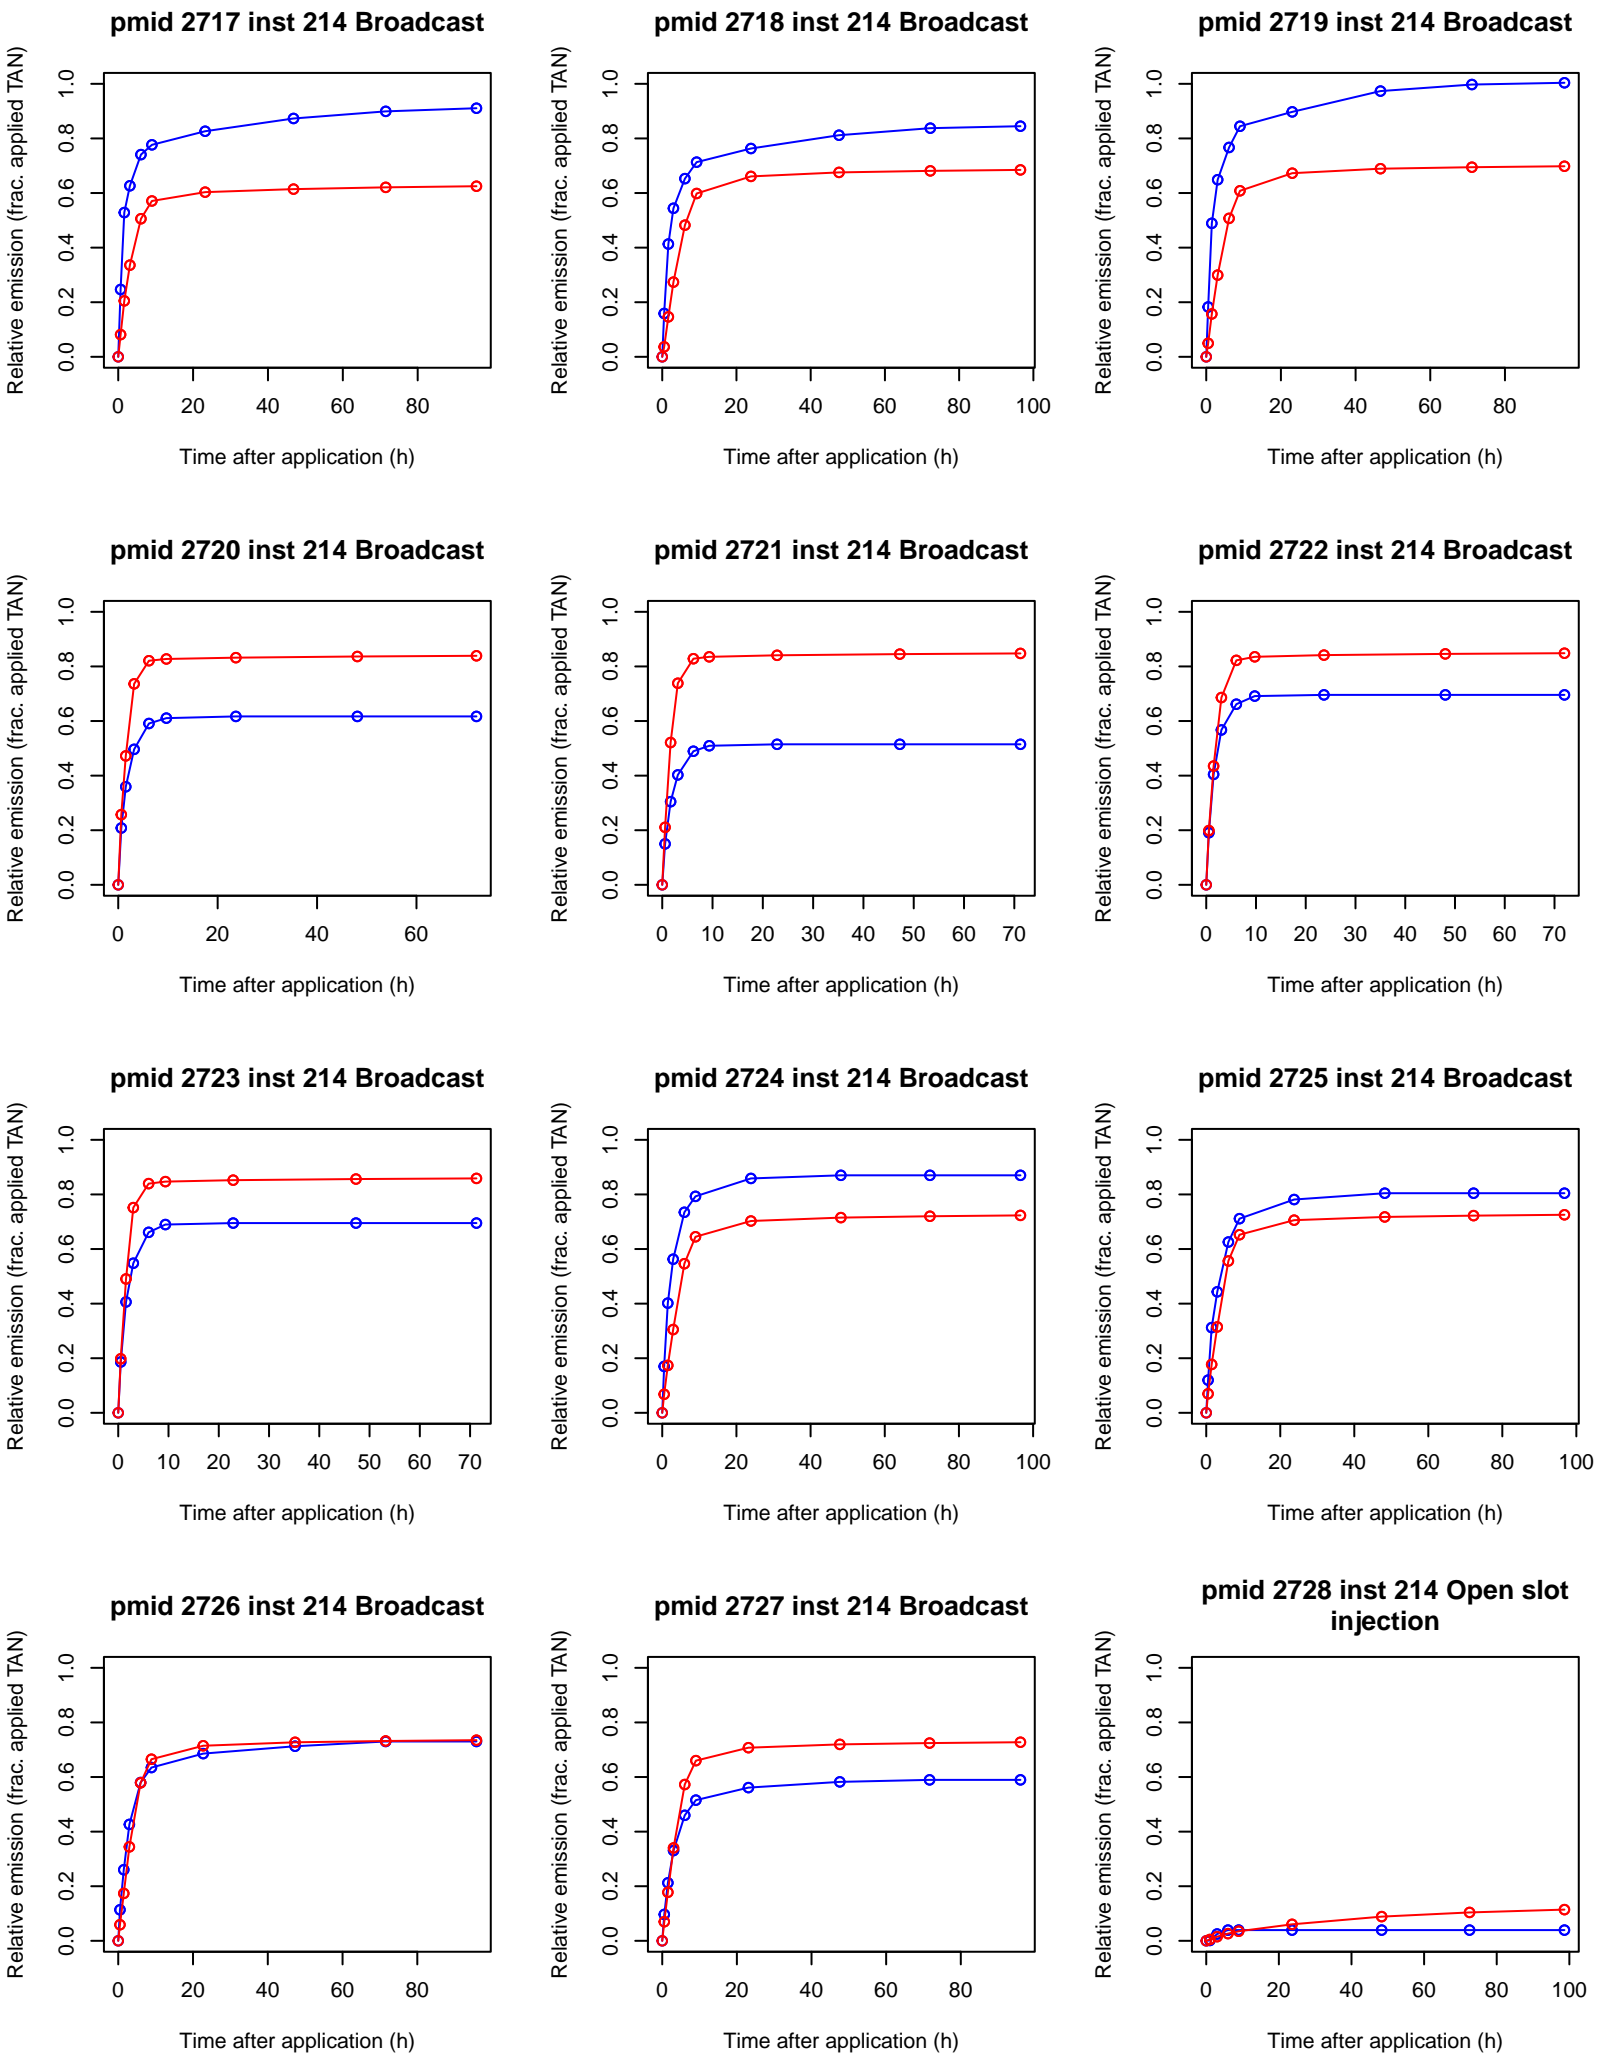 pmid 2717 inst 214 Broadcast
Relative emission (frac. applied TAN)
0.0 0.2 0.4 0.6 0.8 1.0
0 20 40 60 80
Time after application (h)
pmid 2718 inst 214 Broadcast
Relative emission (frac. applied TAN)
0.0 0.2 0.4 0.6 0.8 1.0
0 20 40 60 80 100
Time after application (h)
pmid 2719 inst 214 Broadcast
Relative emission (frac. applied TAN)
0.0 0.2 0.4 0.6 0.8 1.0
0 20 40 60 80
Time after application (h)
pmid 2720 inst 214 Broadcast
Relative emission (frac. applied TAN)
0.0 0.2 0.4 0.6 0.8 1.0
0 20 40 60
Time after application (h)
pmid 2721 inst 214 Broadcast
Relative emission (frac. applied TAN)
0.0 0.2 0.4 0.6 0.8 1.0
0 10 20 30 40 50 60 70
Time after application (h)
pmid 2722 inst 214 Broadcast
Relative emission (frac. applied TAN)
0.0 0.2 0.4 0.6 0.8 1.0
0 10 20 30 40 50 60 70
Time after application (h)
pmid 2723 inst 214 Broadcast
Relative emission (frac. applied TAN)
0.0 0.2 0.4 0.6 0.8 1.0
0 10 20 30 40 50 60 70
Time after application (h)
pmid 2724 inst 214 Broadcast
Relative emission (frac. applied TAN)
0.0 0.2 0.4 0.6 0.8 1.0
0 20 40 60 80 100
Time after application (h)
pmid 2725 inst 214 Broadcast
Relative emission (frac. applied TAN)
0.0 0.2 0.4 0.6 0.8 1.0
0 20 40 60 80 100
Time after application (h)
pmid 2726 inst 214 Broadcast
Relative emission (frac. applied TAN)
0.0 0.2 0.4 0.6 0.8 1.0
0 20 40 60 80
Time after application (h)
pmid 2727 inst 214 Broadcast
Relative emission (frac. applied TAN)
0.0 0.2 0.4 0.6 0.8 1.0
0 20 40 60 80
Time after application (h)
pmid 2728 inst 214 Open slot
injection
Relative emission (frac. applied TAN)
0.0 0.2 0.4 0.6 0.8 1.0
0 20 40 60 80 100
Time after application (h)